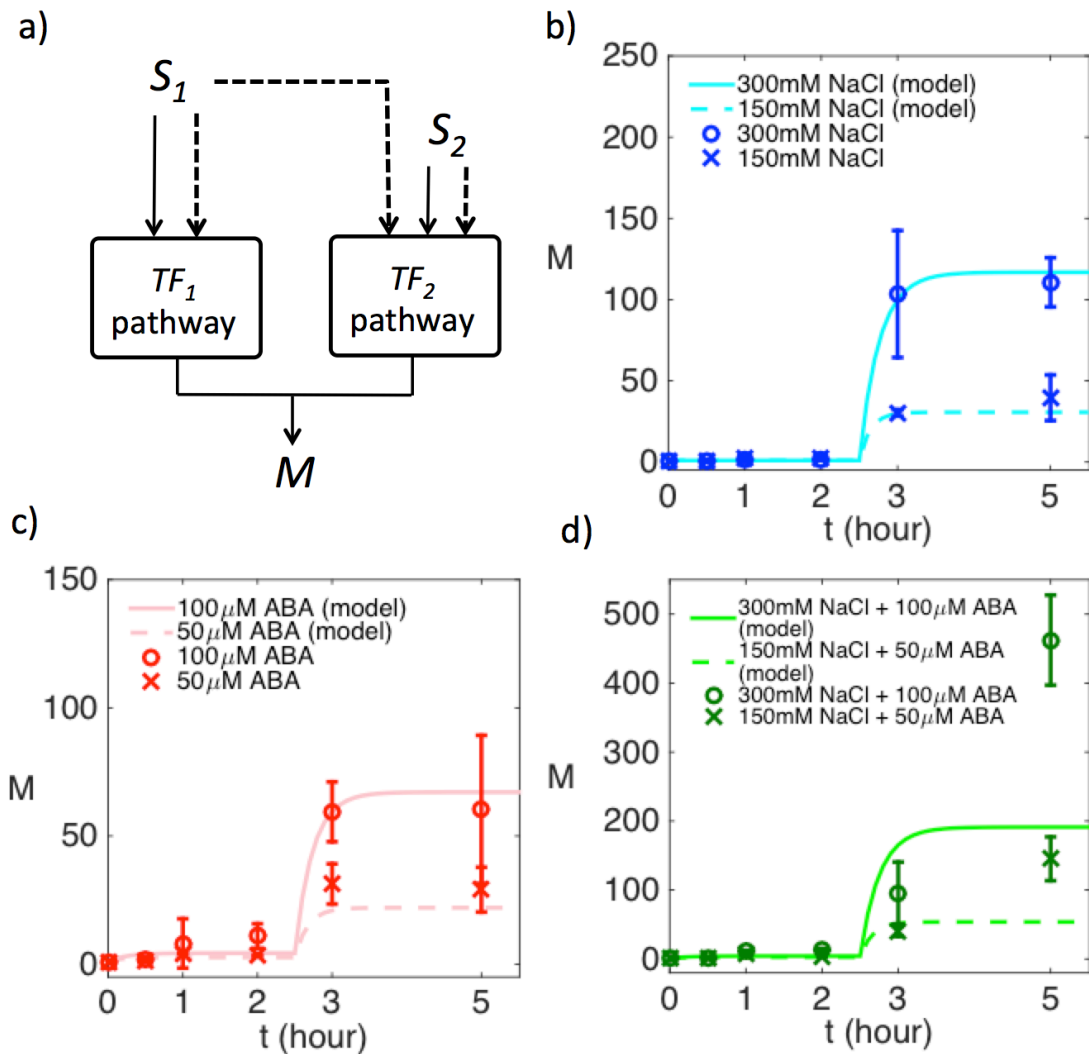 a)
S1
S2
TF1
pathway
TF2
pathway
M
b)
250
200
150
100
50
0
M
300mM NaCl (model)
150mM NaCl (model)
300mM NaCl
150mM NaCl
0 1 2 3 5
t (hour)
c)
150
100
50
0
M
100μM ABA (model)
50μM ABA (model)
100μM ABA
50μM ABA
0 1 2 3 5
t (hour)
d)
500
400
300
200
100
0
M
300mM NaCl + 100μM ABA
(model)
150mM NaCl + 50μM ABA
(model)
300mM NaCl + 100μM ABA
150mM NaCl + 50μM ABA
0 1 2 3 5
t (hour)